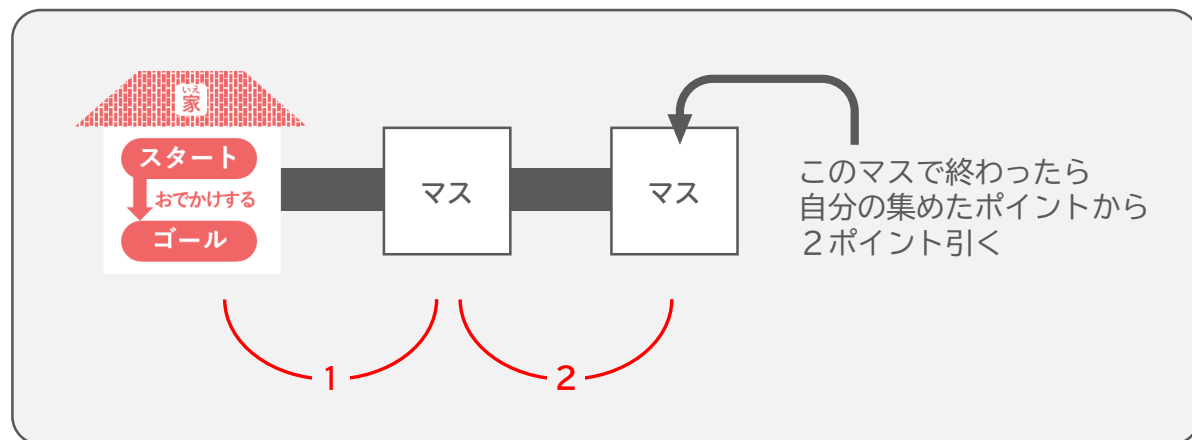 いえ
家
スタート
おでかけする
ゴール
マス
マス
このマスで終わったら
自分の集めたポイントから
２ポイント引く
1
2